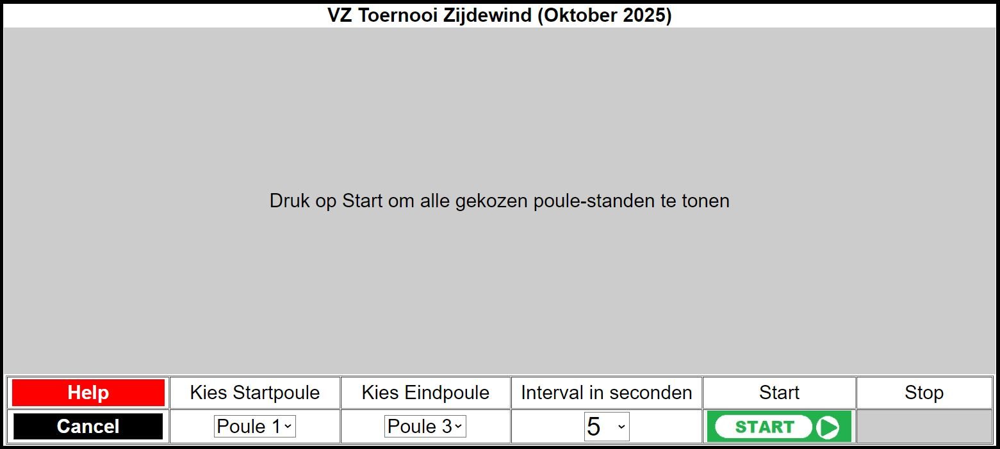 VZ Toernooi Zijdewind (Oktober 2025)
Druk op Start om alle gekozen poule-standen te tonen
Help Kies Startpoule Kies Eindpoule Interval in seconden Start Stop
Cancel Poule 1 Poule 3 5 START